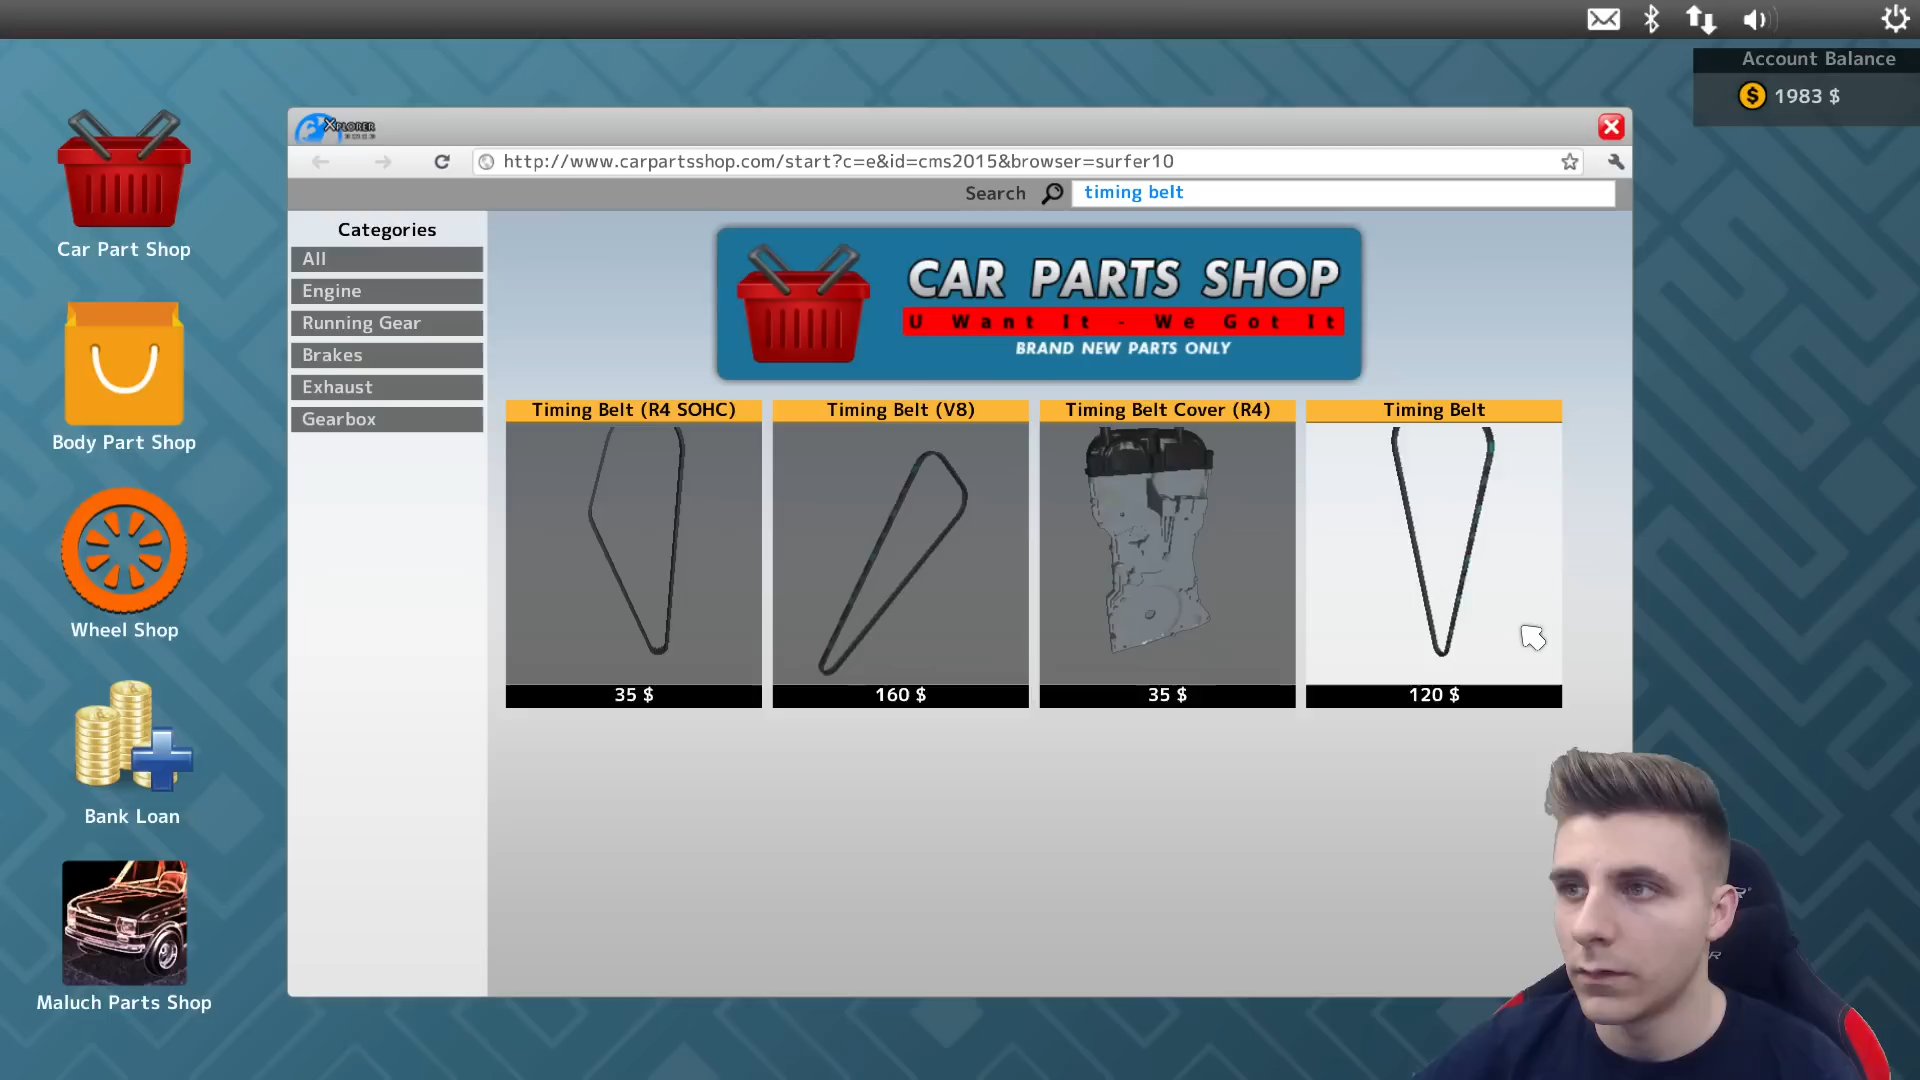 Account Balance
1983 $
XPLORER
http://www.carpartsshop.com/start?c=e&id=cms2015&browser=surfer10
Search
timing belt
Categories
All
Engine
Running Gear
Brakes
Exhaust
Gearbox
CAR PARTS SHOP
U Want It - We Got It
BRAND NEW PARTS ONLY
Timing Belt (R4 SOHC)
35 $
Timing Belt (V8)
160 $
Timing Belt Cover (R4)
35 $
Timing Belt
120 $
Car Part Shop
Body Part Shop
Wheel Shop
Bank Loan
Maluch Parts Shop